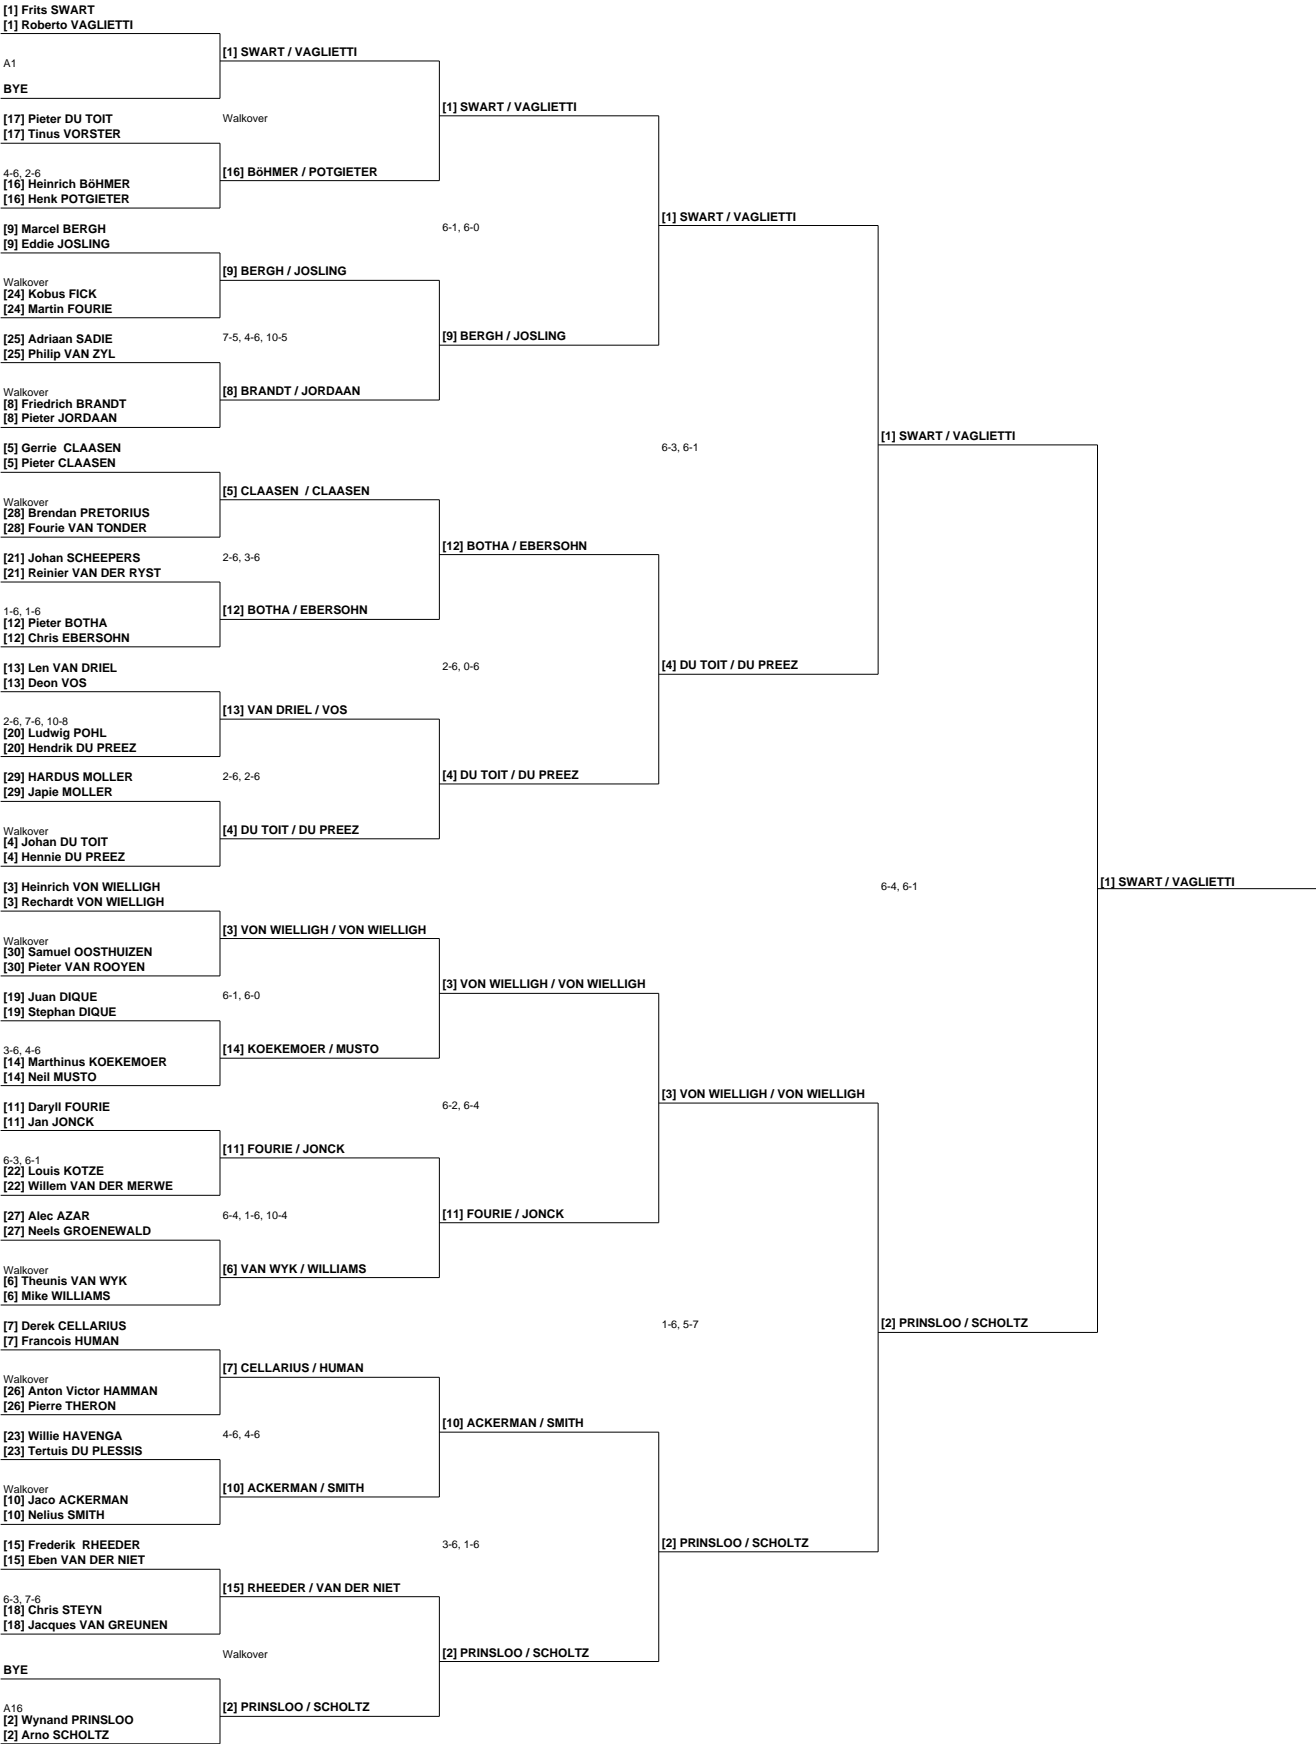 [1] Frits SWART
[1] Roberto VAGLIETTI
[1] SWART / VAGLIETTI
A1
BYE
[1] SWART / VAGLIETTI
[17] Pieter DU TOIT
[17] Tinus VORSTER
Walkover
4-6, 2-6
[16] Heinrich BöHMER
[16] Henk POTGIETER
[16] BöHMER / POTGIETER
[1] SWART / VAGLIETTI
[9] Marcel BERGH
[9] Eddie JOSLING
6-1, 6-0
[9] BERGH / JOSLING
Walkover
[24] Kobus FICK
[24] Martin FOURIE
[25] Adriaan SADIE
[25] Philip VAN ZYL
7-5, 4-6, 10-5
[9] BERGH / JOSLING
Walkover
[8] Friedrich BRANDT
[8] Pieter JORDAAN
[8] BRANDT / JORDAAN
[1] SWART / VAGLIETTI
[5] Gerrie  CLAASEN
[5] Pieter CLAASEN
6-3, 6-1
[5] CLAASEN  / CLAASEN
Walkover
[28] Brendan PRETORIUS
[28] Fourie VAN TONDER
[12] BOTHA / EBERSOHN
[21] Johan SCHEEPERS
[21] Reinier VAN DER RYST
2-6, 3-6
1-6, 1-6
[12] Pieter BOTHA
[12] Chris EBERSOHN
[12] BOTHA / EBERSOHN
[13] Len VAN DRIEL
[13] Deon VOS
2-6, 0-6
[4] DU TOIT / DU PREEZ
[13] VAN DRIEL / VOS
2-6, 7-6, 10-8
[20] Ludwig POHL
[20] Hendrik DU PREEZ
[29] HARDUS MOLLER
[29] Japie MOLLER
2-6, 2-6
[4] DU TOIT / DU PREEZ
Walkover
[4] Johan DU TOIT
[4] Hennie DU PREEZ
[4] DU TOIT / DU PREEZ
[3] Heinrich VON WIELLIGH
[3] Rechardt VON WIELLIGH
6-4, 6-1
[1] SWART / VAGLIETTI
[3] VON WIELLIGH / VON WIELLIGH
Walkover
[30] Samuel OOSTHUIZEN
[30] Pieter VAN ROOYEN
[3] VON WIELLIGH / VON WIELLIGH
[19] Juan DIQUE
[19] Stephan DIQUE
6-1, 6-0
3-6, 4-6
[14] Marthinus KOEKEMOER
[14] Neil MUSTO
[14] KOEKEMOER / MUSTO
[3] VON WIELLIGH / VON WIELLIGH
[11] Daryll FOURIE
[11] Jan JONCK
6-2, 6-4
[11] FOURIE / JONCK
6-3, 6-1
[22] Louis KOTZE
[22] Willem VAN DER MERWE
[27] Alec AZAR
[27] Neels GROENEWALD
6-4, 1-6, 10-4
[11] FOURIE / JONCK
Walkover
[6] Theunis VAN WYK
[6] Mike WILLIAMS
[6] VAN WYK / WILLIAMS
[7] Derek CELLARIUS
[7] Francois HUMAN
1-6, 5-7
[2] PRINSLOO / SCHOLTZ
[7] CELLARIUS / HUMAN
Walkover
[26] Anton Victor HAMMAN
[26] Pierre THERON
[10] ACKERMAN / SMITH
[23] Willie HAVENGA
[23] Tertuis DU PLESSIS
4-6, 4-6
Walkover
[10] Jaco ACKERMAN
[10] Nelius SMITH
[10] ACKERMAN / SMITH
[15] Frederik  RHEEDER
[15] Eben VAN DER NIET
3-6, 1-6
[2] PRINSLOO / SCHOLTZ
[15] RHEEDER / VAN DER NIET
6-3, 7-6
[18] Chris STEYN
[18] Jacques VAN GREUNEN
Walkover
[2] PRINSLOO / SCHOLTZ
BYE
A16
[2] Wynand PRINSLOO
[2] Arno SCHOLTZ
[2] PRINSLOO / SCHOLTZ